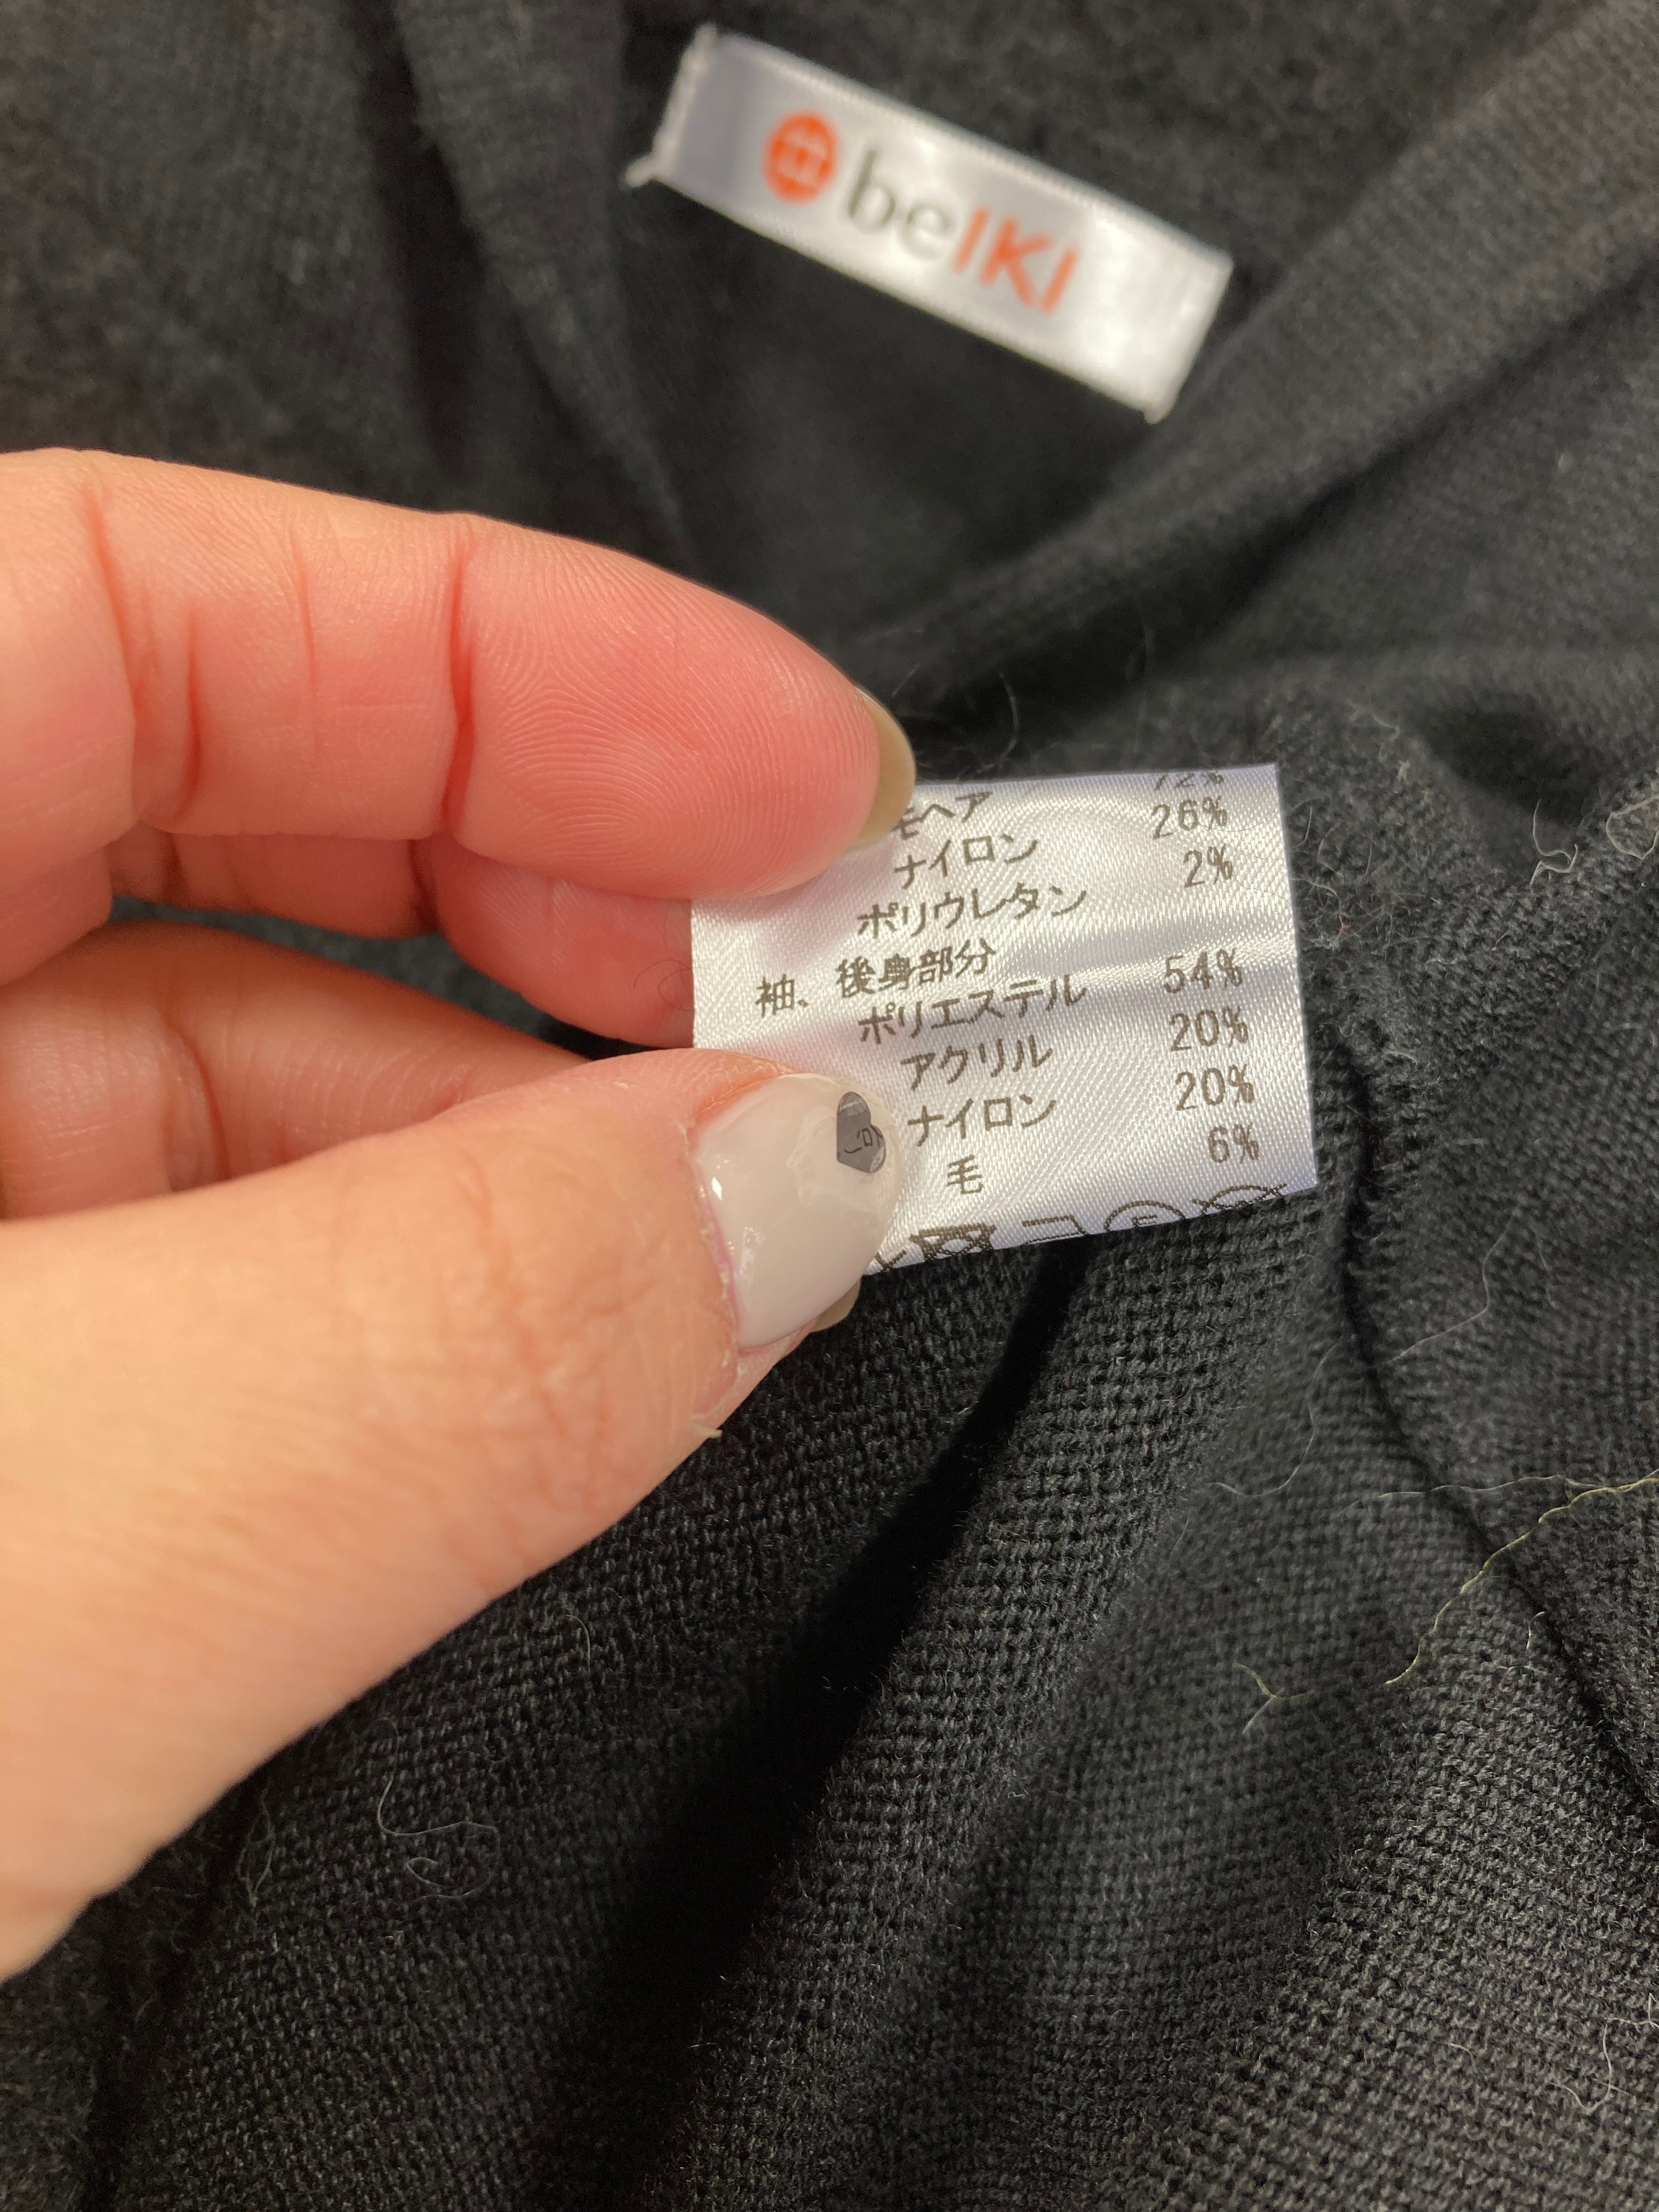 beIKI
モヘア 72%
ナイロン 26%
ポリウレタン 2%
袖、後身部分
ポリエステル 54%
アクリル 20%
ナイロン 20%
毛 6%